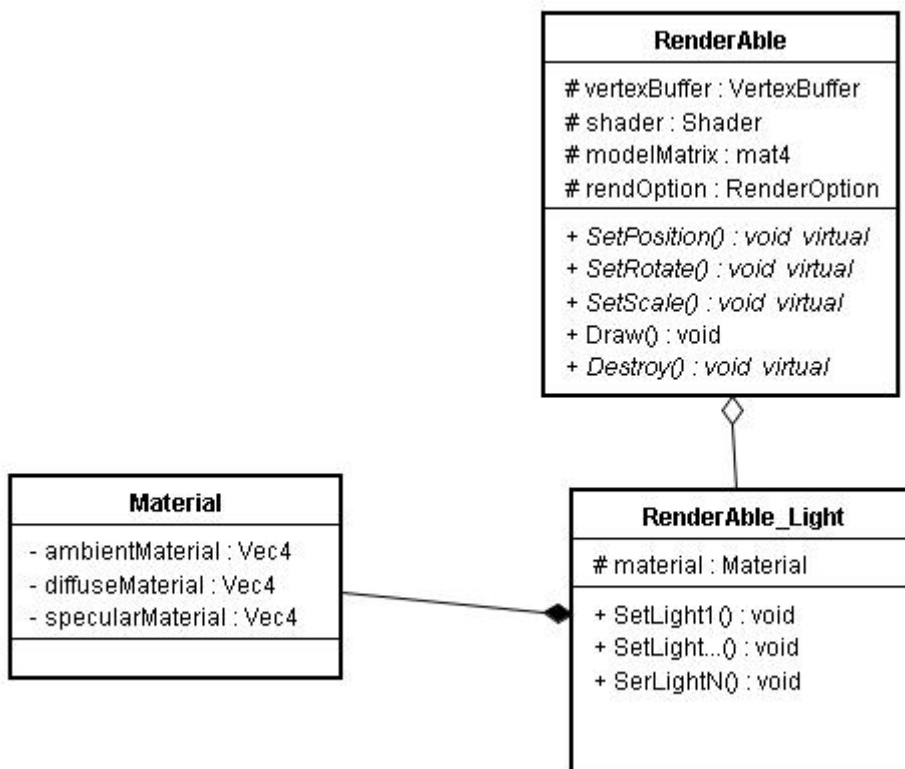 RenderAble
# vertexBuffer : VertexBuffer
# shader : Shader
# modelMatrix : mat4
# rendOption : RenderOption
+ SetPosition() : void virtual
+ SetRotate() : void virtual
+ SetScale() : void virtual
+ Draw() : void
+ Destroy() : void virtual
Material
- ambientMaterial : Vec4
- diffuseMaterial : Vec4
- specularMaterial : Vec4
RenderAble_Light
# material : Material
+ SetLight1() : void
+ SetLight...() : void
+ SerLightN() : void